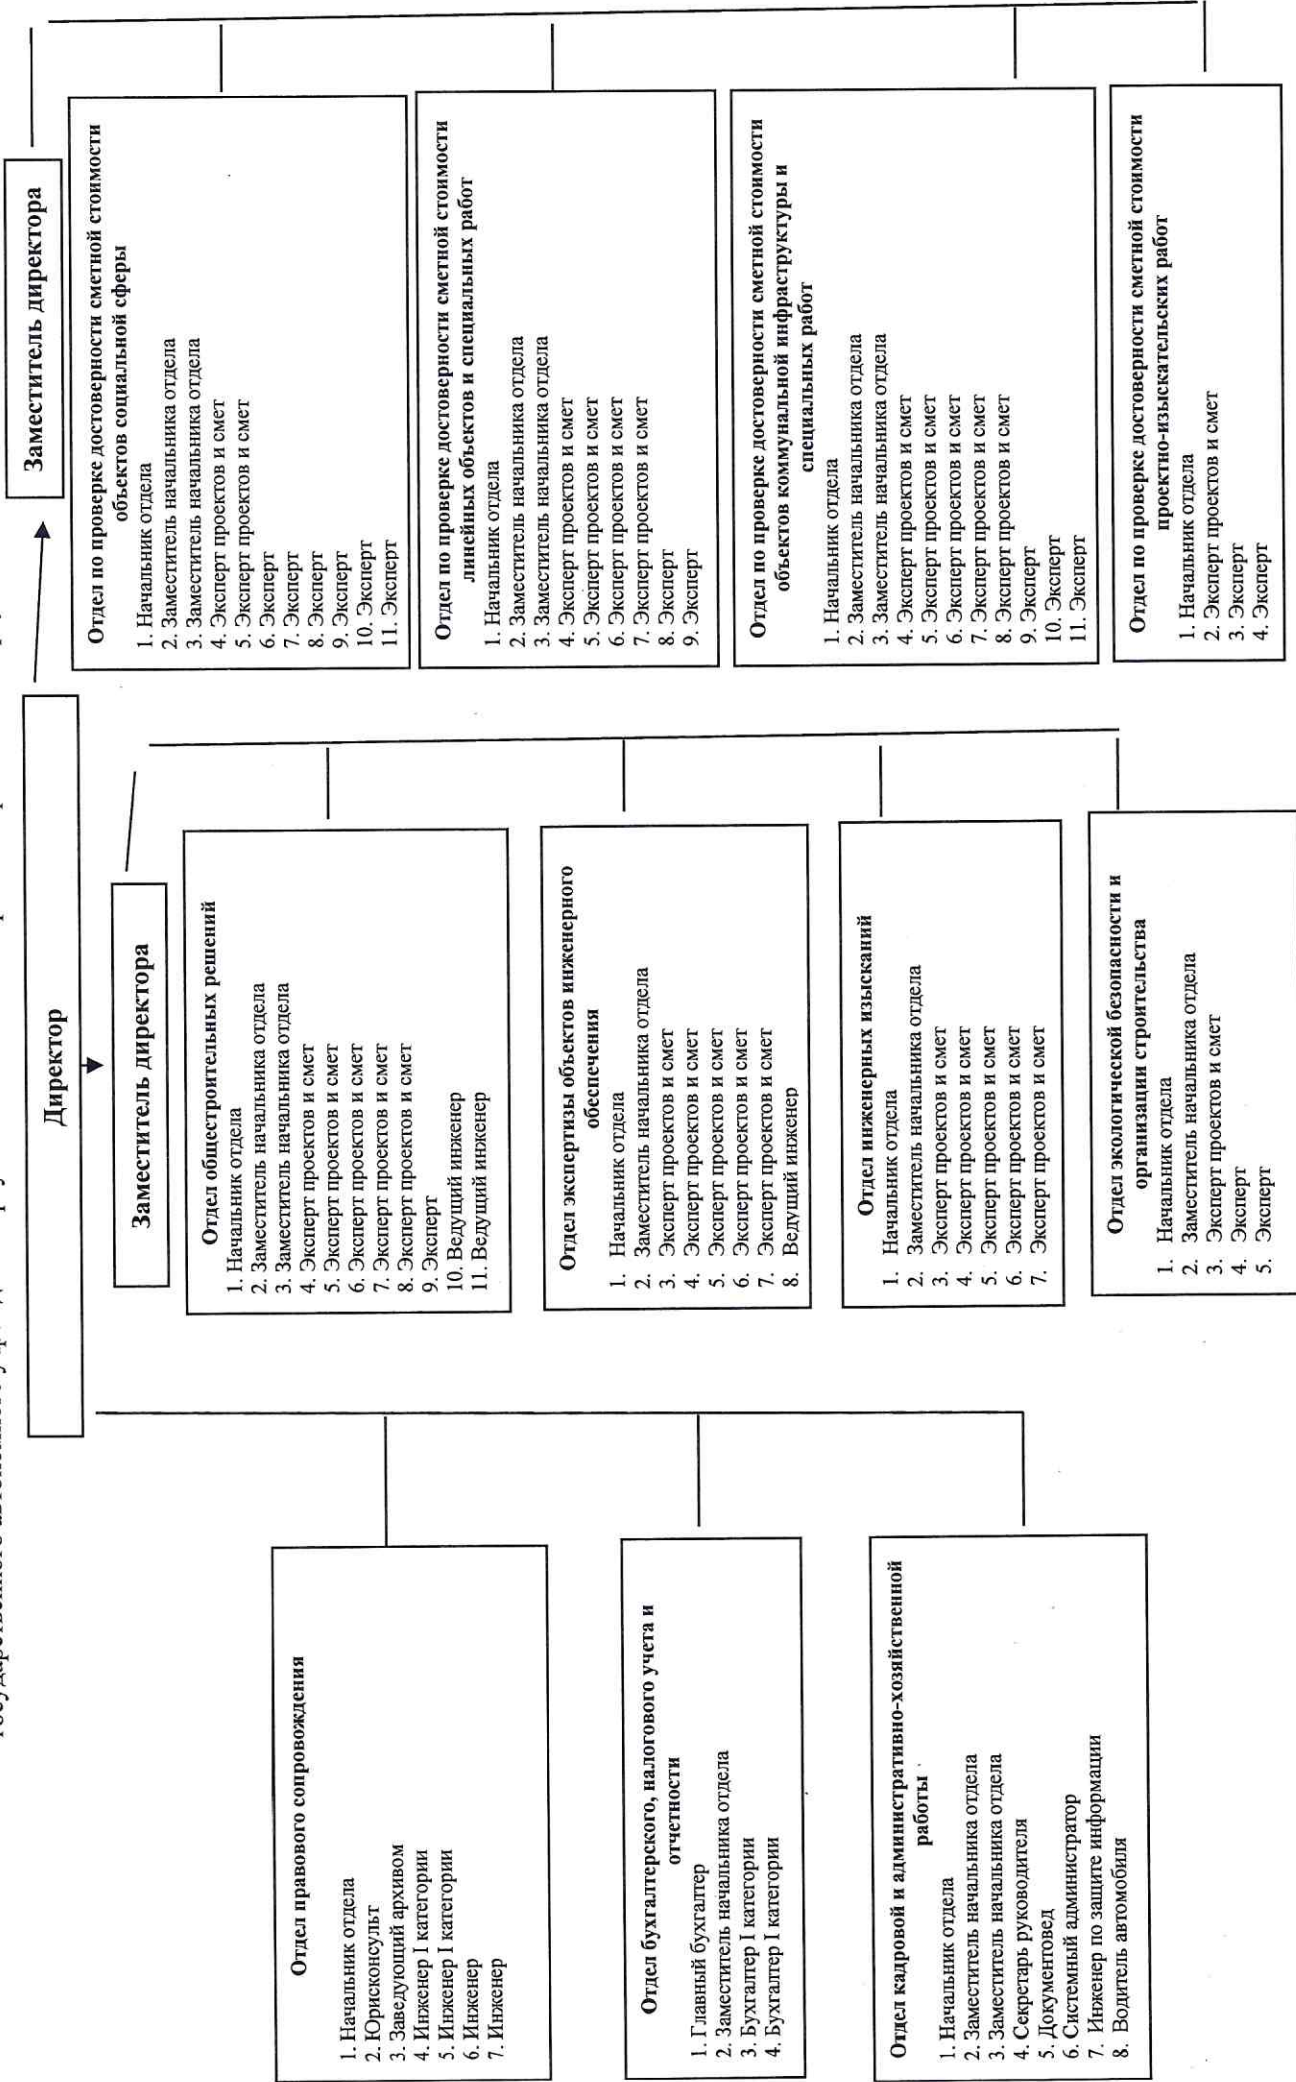 Директор
Заместитель директора
Заместитель директора
Отдел правового сопровождения
1. Начальник отдела
2. Юрисконсульт
3. Заведующий архивом
4. Инженер I категории
5. Инженер I категории
6. Инженер
7. Инженер
Отдел бухгалтерского, налогового учета и
отчетности
1. Главный бухгалтер
2. Заместитель начальника отдела
3. Бухгалтер I категории
4. Бухгалтер I категории
Отдел кадровой и административно-хозяйственной
работы
1. Начальник отдела
2. Заместитель начальника отдела
3. Заместитель начальника отдела
4. Секретарь руководителя
5. Документовед
6. Системный администратор
7. Инженер по защите информации
8. Водитель автомобиля
Отдел общестроительных решений
1. Начальник отдела
2. Заместитель начальника отдела
3. Заместитель начальника отдела
4. Эксперт проектов и смет
5. Эксперт проектов и смет
6. Эксперт проектов и смет
7. Эксперт проектов и смет
8. Эксперт проектов и смет
9. Эксперт
10. Ведущий инженер
11. Ведущий инженер
Отдел экспертизы объектов инженерного
обеспечения
1. Начальник отдела
2. Заместитель начальника отдела
3. Эксперт проектов и смет
4. Эксперт проектов и смет
5. Эксперт проектов и смет
6. Эксперт проектов и смет
7. Эксперт проектов и смет
8. Ведущий инженер
Отдел инженерных изысканий
1. Начальник отдела
2. Заместитель начальника отдела
3. Эксперт проектов и смет
4. Эксперт проектов и смет
5. Эксперт проектов и смет
6. Эксперт проектов и смет
7. Эксперт проектов и смет
Отдел экологической безопасности и
организации строительства
1. Начальник отдела
2. Заместитель начальника отдела
3. Эксперт проектов и смет
4. Эксперт
5. Эксперт
Отдел по проверке достоверности сметной стоимости
объектов социальной сферы
1. Начальник отдела
2. Заместитель начальника отдела
3. Заместитель начальника отдела
4. Эксперт проектов и смет
5. Эксперт проектов и смет
6. Эксперт
7. Эксперт
8. Эксперт
9. Эксперт
10. Эксперт
11. Эксперт
Отдел по проверке достоверности сметной стоимости
линейных объектов и специальных работ
1. Начальник отдела
2. Заместитель начальника отдела
3. Заместитель начальника отдела
4. Эксперт проектов и смет
5. Эксперт проектов и смет
6. Эксперт проектов и смет
7. Эксперт проектов и смет
8. Эксперт
9. Эксперт
Отдел по проверке достоверности сметной стоимости
объектов коммунальной инфраструктуры и
специальных работ
1. Начальник отдела
2. Заместитель начальника отдела
3. Заместитель начальника отдела
4. Эксперт проектов и смет
5. Эксперт проектов и смет
6. Эксперт проектов и смет
7. Эксперт проектов и смет
8. Эксперт проектов и смет
9. Эксперт
10. Эксперт
11. Эксперт
Отдел по проверке достоверности сметной стоимости
проектно-изыскательских работ
1. Начальник отдела
2. Эксперт проектов и смет
3. Эксперт
4. Эксперт